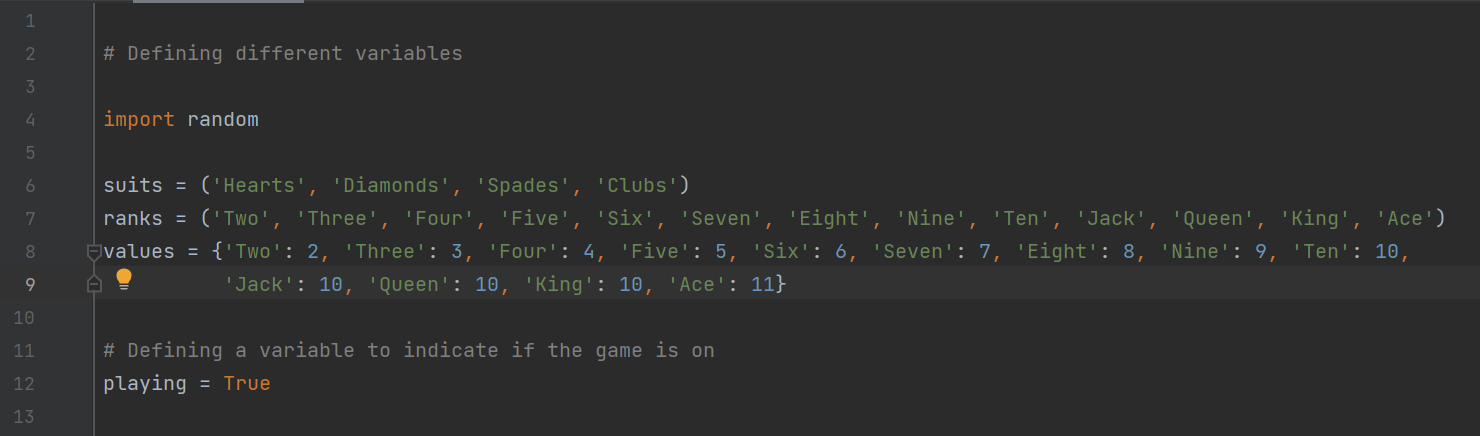 1
2 # Defining different variables
3
4 import random
5
6 suits = ('Hearts', 'Diamonds', 'Spades', 'Clubs')
7 ranks = ('Two', 'Three', 'Four', 'Five', 'Six', 'Seven', 'Eight', 'Nine', 'Ten', 'Jack', 'Queen', 'King', 'Ace')
8 values = {'Two': 2, 'Three': 3, 'Four': 4, 'Five': 5, 'Six': 6, 'Seven': 7, 'Eight': 8, 'Nine': 9, 'Ten': 10,
9 'Jack': 10, 'Queen': 10, 'King': 10, 'Ace': 11}
10
11 # Defining a variable to indicate if the game is on
12 playing = True
13